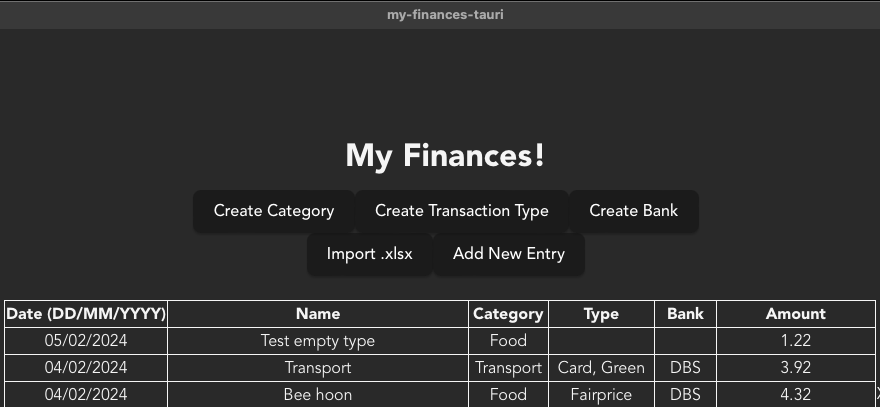 my-finances-tauri
My Finances!
Create Category Create Transaction Type Create Bank
Import .xlsx Add New Entry
Date (DD/MM/YYYY) Name Category Type Bank Amount
05/02/2024 Test empty type Food 1.22
04/02/2024 Transport Transport Card, Green DBS 3.92
04/02/2024 Bee hoon Food Fairprice DBS 4.32